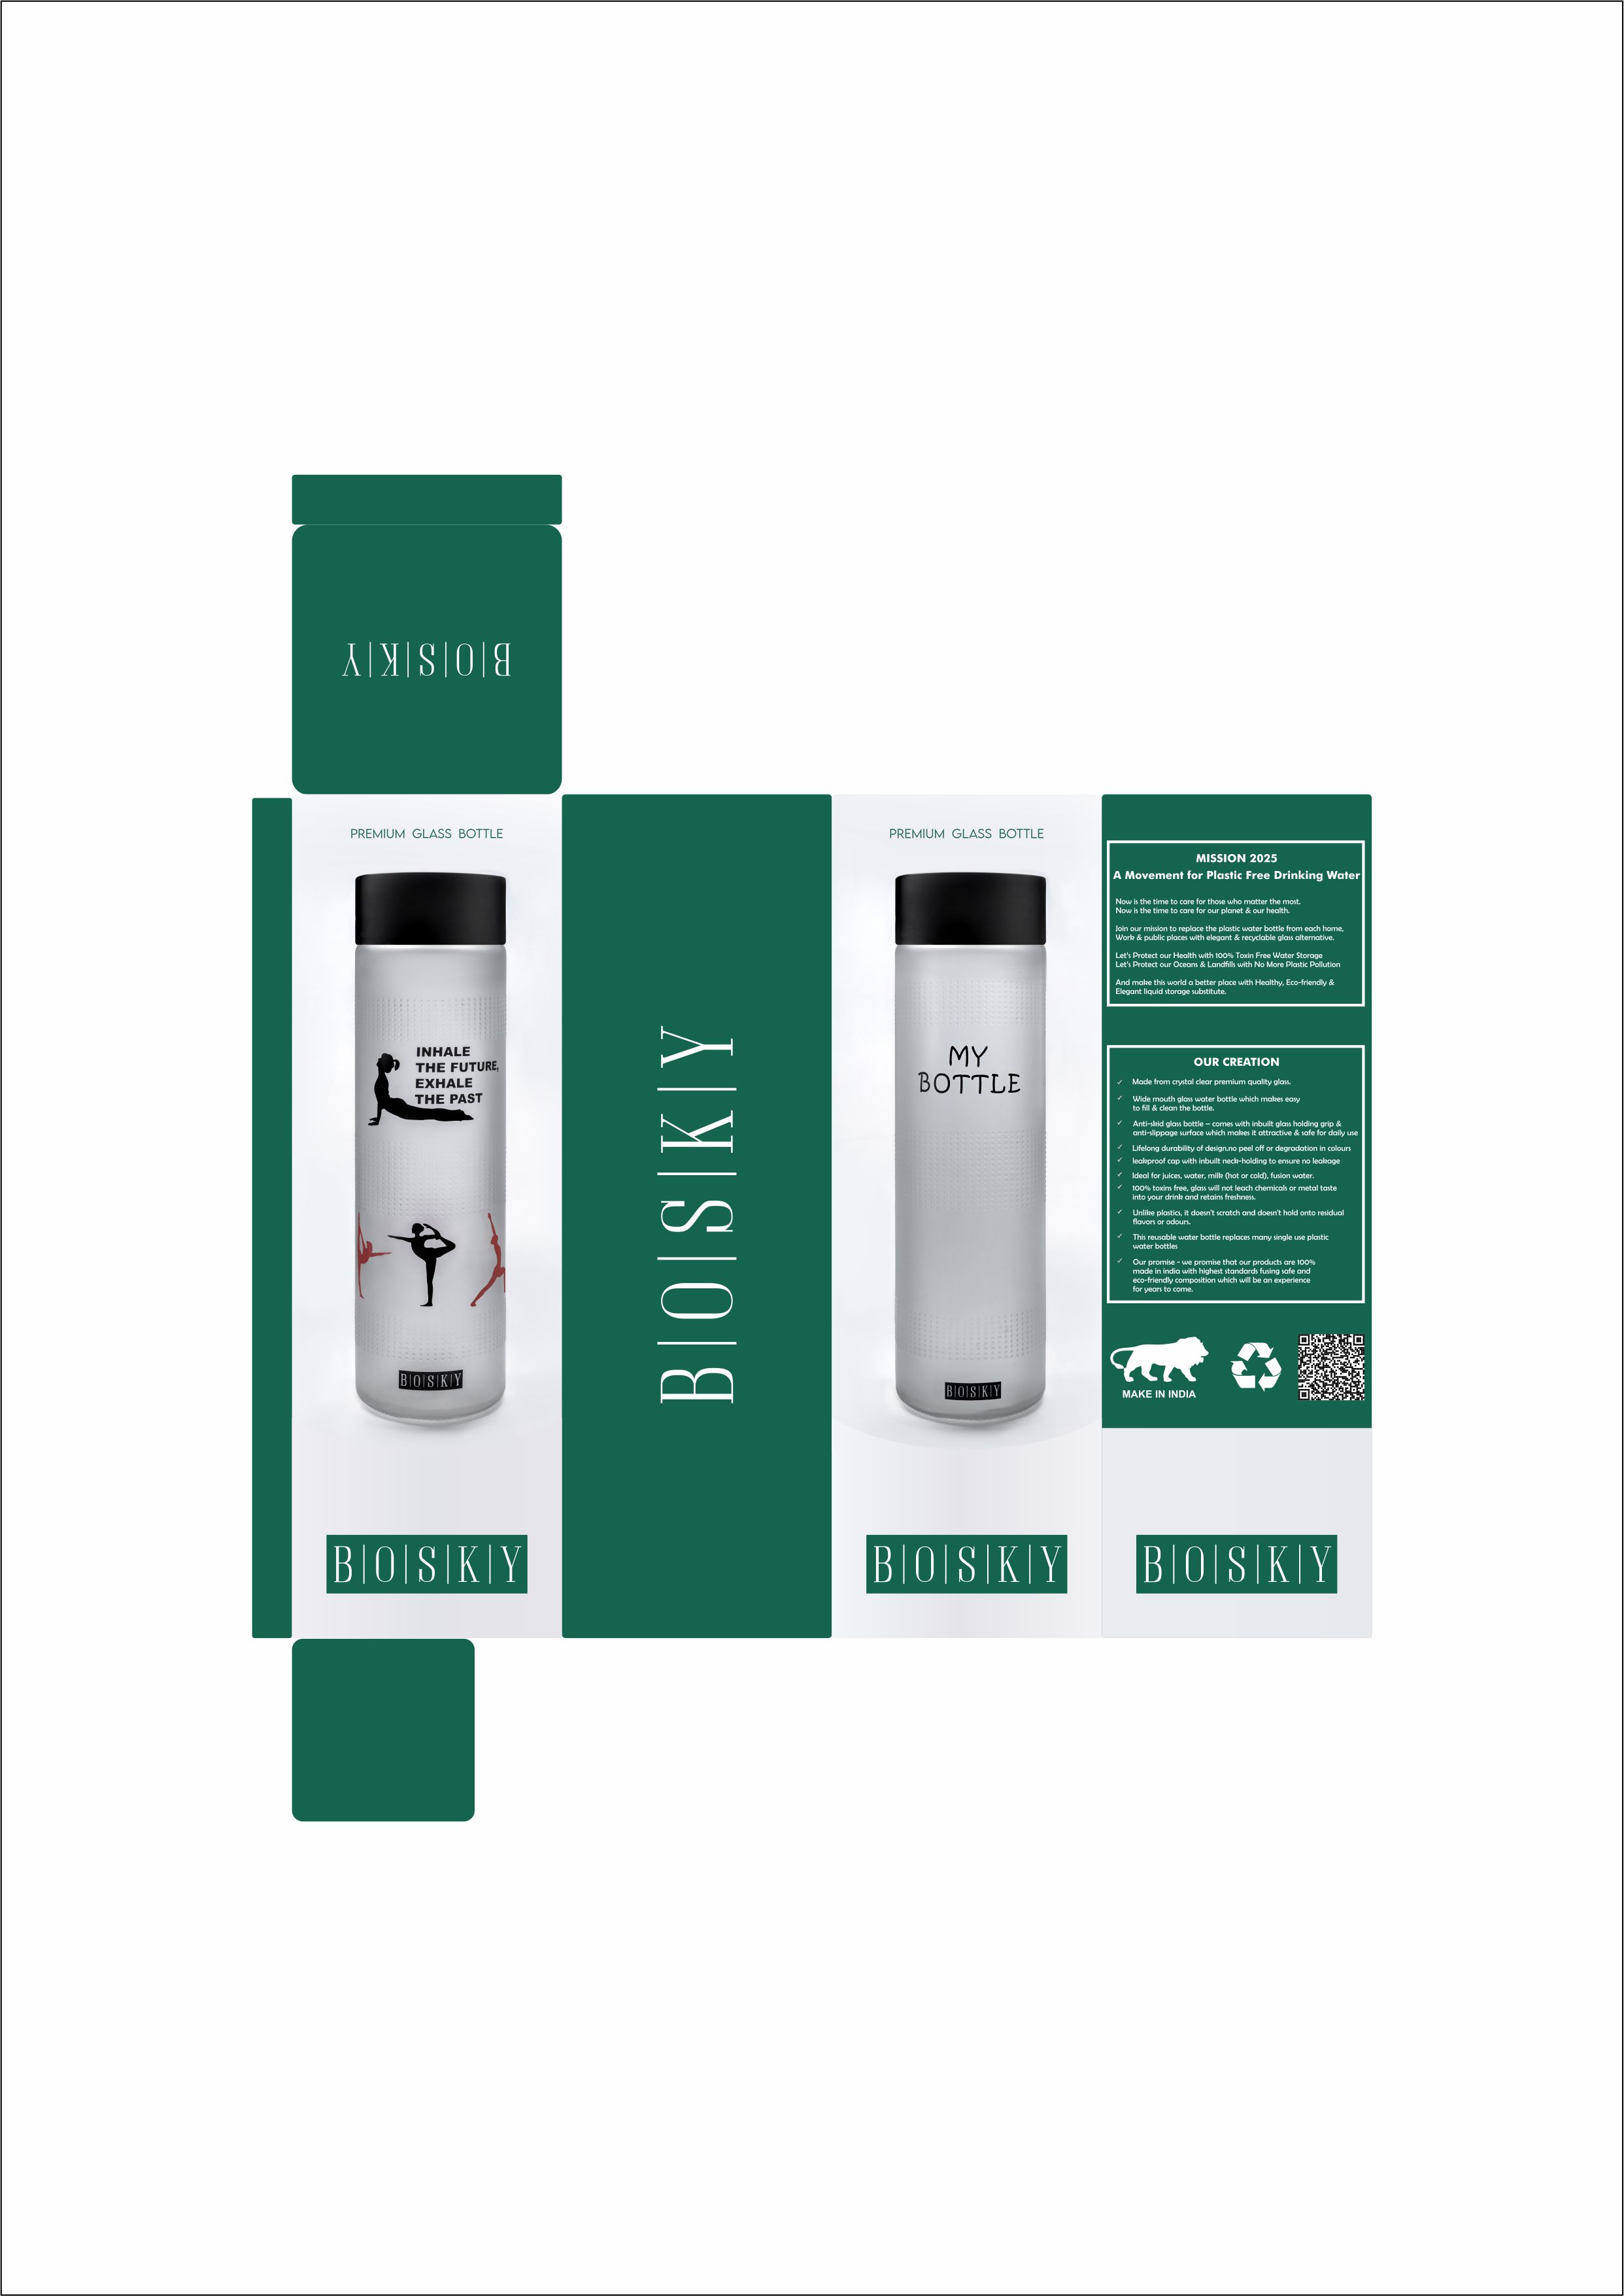 B|O|S|K|Y
PREMIUM GLASS BOTTLE
INHALE
THE FUTURE,
EXHALE
THE PAST
B|O|S|K|Y
B|O|S|K|Y
B|O|S|K|Y
PREMIUM GLASS BOTTLE
MY
BOTTLE
B|O|S|K|Y
B|O|S|K|Y
MISSION 2025
A Movement for Plastic Free Drinking Water
Now is the time to care for those who matter the most.
Now is the time to care for our planet & our health.
Join our mission to replace the plastic water bottle from each home,
Work & public places with elegant & recyclable glass alternative.
Let's Protect our Health with 100% Toxin Free Water Storage
Let's Protect our Oceans & Landfills with No More Plastic Pollution
And make this world a better place with Healthy, Eco-friendly &
Elegant liquid storage substitute.
OUR CREATION
✓ Made from crystal clear premium quality glass.
✓ Wide mouth glass water bottle which makes easy
to fill & clean the bottle.
✓ Anti-skid glass bottle – comes with inbuilt glass holding grip &
anti-slippage surface which makes it attractive & safe for daily use
✓ Lifelong durability of design.no peel off or degradation in colours
✓ leakproof cap with inbuilt neck-holding to ensure no leakage
✓ Ideal for juices, water, milk (hot or cold), fusion water.
✓ 100% toxins free, glass will not leach chemicals or metal taste
into your drink and retains freshness.
✓ Unlike plastics, it doesn't scratch and doesn't hold onto residual
flavors or odours.
✓ This reusable water bottle replaces many single use plastic
water bottles
✓ Our promise - we promise that our products are 100%
made in india with highest standards fusing safe and
eco-friendly composition which will be an experience
for years to come.
MAKE IN INDIA
B|O|S|K|Y